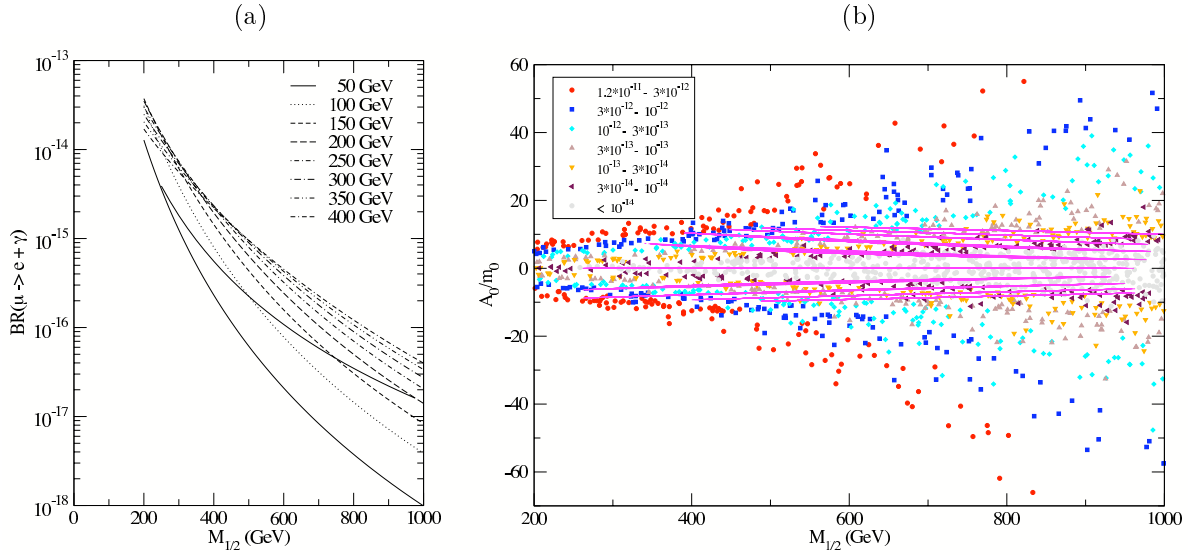 (a)
(b)
10⁻¹³
10⁻¹⁴
10⁻¹⁵
10⁻¹⁶
10⁻¹⁷
10⁻¹⁸
BR(μ -> e + γ)
50 GeV
100 GeV
150 GeV
200 GeV
250 GeV
300 GeV
350 GeV
400 GeV
0 200 400 600 800 1000
M₁/₂ (GeV)
60
40
20
0
-20
-40
-60
A₀/m₀
1.2*10⁻¹¹ - 3*10⁻¹²
3*10⁻¹² - 10⁻¹²
10⁻¹² - 3*10⁻¹³
3*10⁻¹³ - 10⁻¹³
10⁻¹³ - 3*10⁻¹⁴
3*10⁻¹⁴ - 10⁻¹⁴
< 10⁻¹⁴
200 400 600 800 1000
M₁/₂ (GeV)